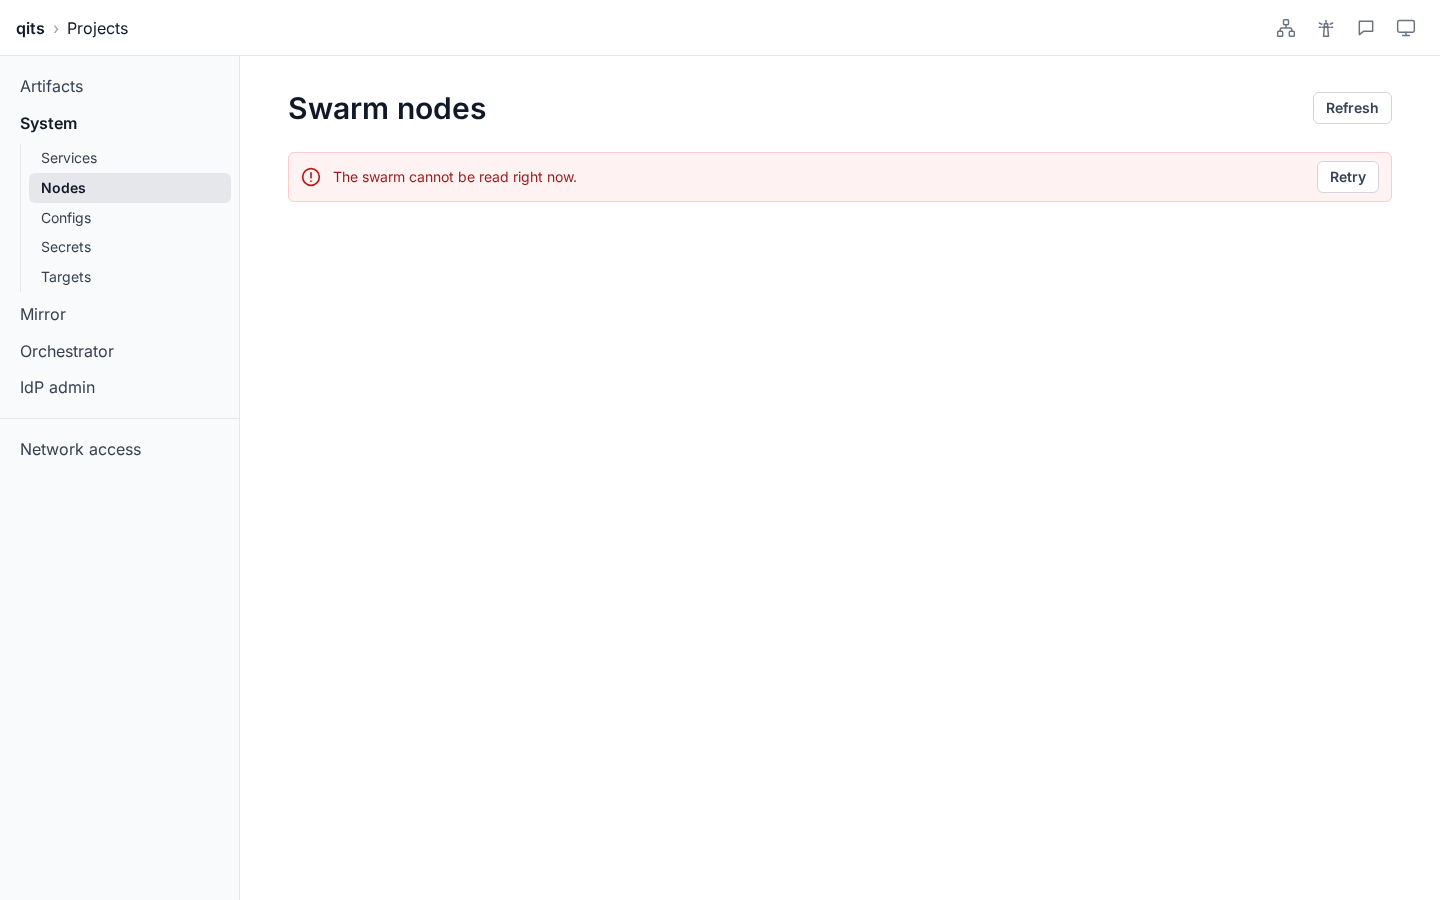 qits › Projects
Artifacts
System
Services
Nodes
Configs
Secrets
Targets
Mirror
Orchestrator
IdP admin
Network access
Swarm nodes
Refresh
The swarm cannot be read right now.
Retry